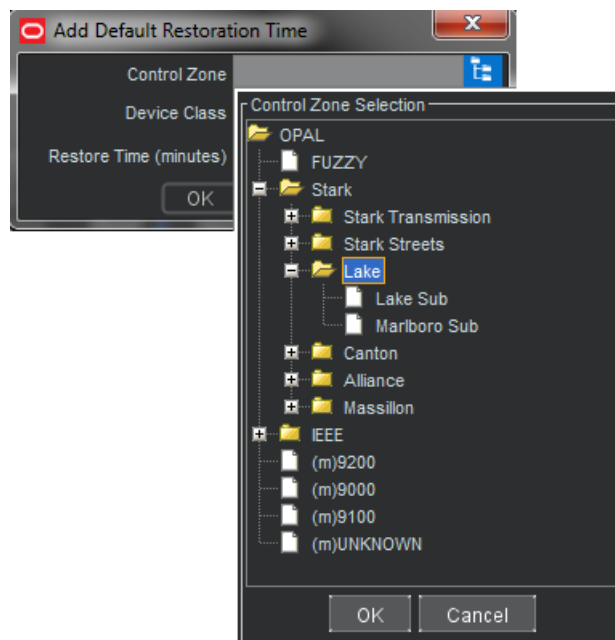 Add Default Restoration Time
Control Zone
Device Class
Restore Time (minutes)
OK
Control Zone Selection
OPAL
FUZZY
Stark
Stark Transmission
Stark Streets
Lake
Lake Sub
Marlboro Sub
Canton
Alliance
Massillon
IEEE
(m)9200
(m)9000
(m)9100
(m)UNKNOWN
OK Cancel